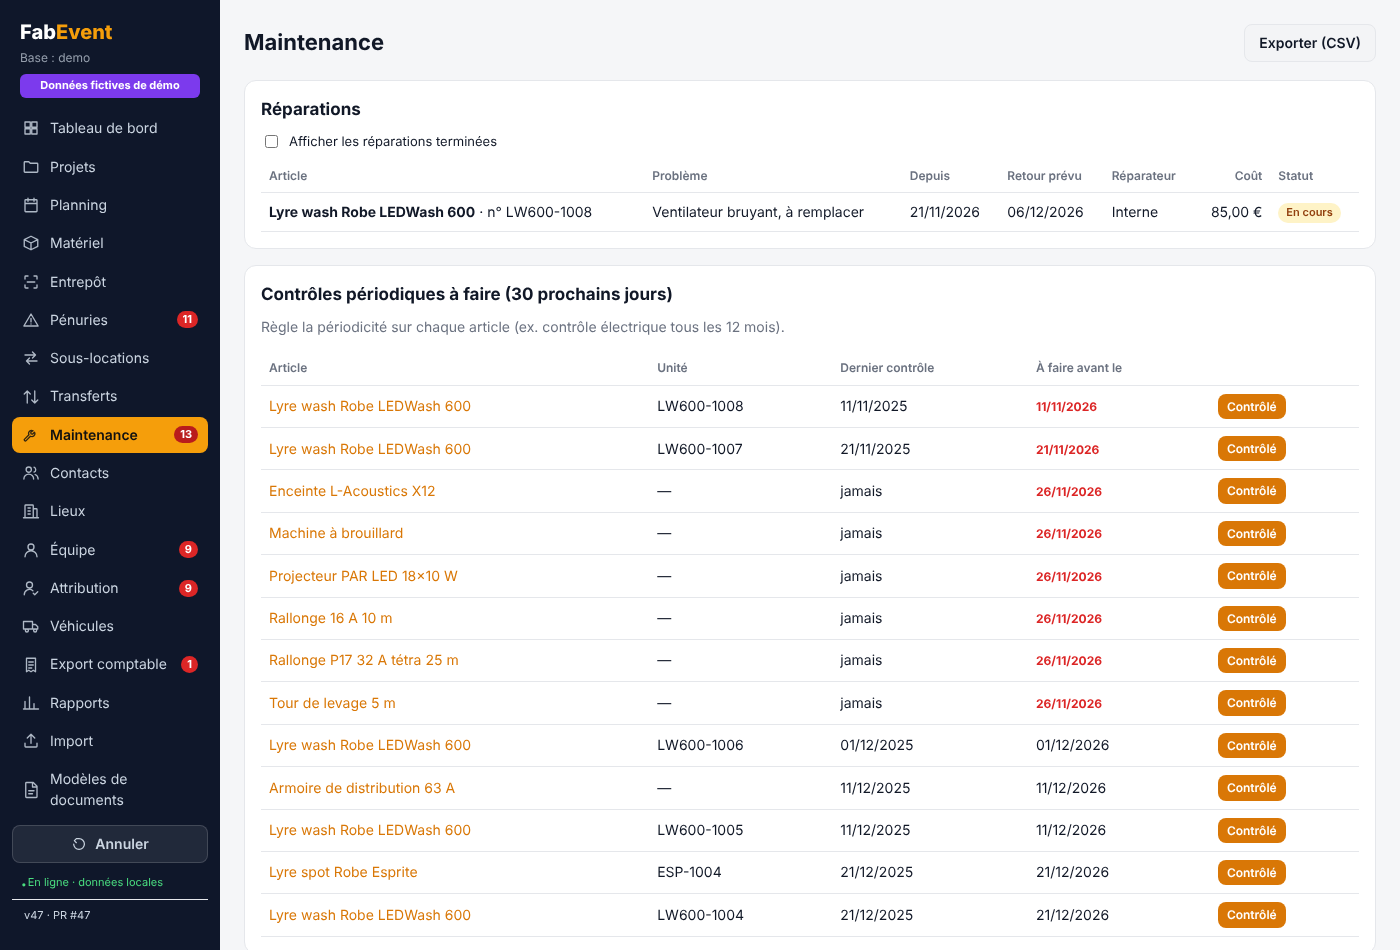 FabEvent
Base : demo
Données fictives de démo
Tableau de bord
Projets
Planning
Matériel
Entrepôt
Pénuries 11
Sous-locations
Transferts
Maintenance 13
Contacts
Lieux
Équipe 9
Attribution 9
Véhicules
Export comptable 1
Rapports
Import
Modèles de
documents
Annuler
En ligne · données locales
v47 · PR #47
Maintenance
Exporter (CSV)
Réparations
Afficher les réparations terminées
Article Problème Depuis Retour prévu Réparateur Coût Statut
Lyre wash Robe LEDWash 600 · n° LW600-1008 Ventilateur bruyant, à remplacer 21/11/2026 06/12/2026 Interne 85,00 € En cours
Contrôles périodiques à faire (30 prochains jours)
Règle la périodicité sur chaque article (ex. contrôle électrique tous les 12 mois).
Article Unité Dernier contrôle À faire avant le
Lyre wash Robe LEDWash 600 LW600-1008 11/11/2025 11/11/2026 Contrôlé
Lyre wash Robe LEDWash 600 LW600-1007 21/11/2025 21/11/2026 Contrôlé
Enceinte L-Acoustics X12 — jamais 26/11/2026 Contrôlé
Machine à brouillard — jamais 26/11/2026 Contrôlé
Projecteur PAR LED 18×10 W — jamais 26/11/2026 Contrôlé
Rallonge 16 A 10 m — jamais 26/11/2026 Contrôlé
Rallonge P17 32 A tétra 25 m — jamais 26/11/2026 Contrôlé
Tour de levage 5 m — jamais 26/11/2026 Contrôlé
Lyre wash Robe LEDWash 600 LW600-1006 01/12/2025 01/12/2026 Contrôlé
Armoire de distribution 63 A — 11/12/2025 11/12/2026 Contrôlé
Lyre wash Robe LEDWash 600 LW600-1005 11/12/2025 11/12/2026 Contrôlé
Lyre spot Robe Esprite ESP-1004 21/12/2025 21/12/2026 Contrôlé
Lyre wash Robe LEDWash 600 LW600-1004 21/12/2025 21/12/2026 Contrôlé